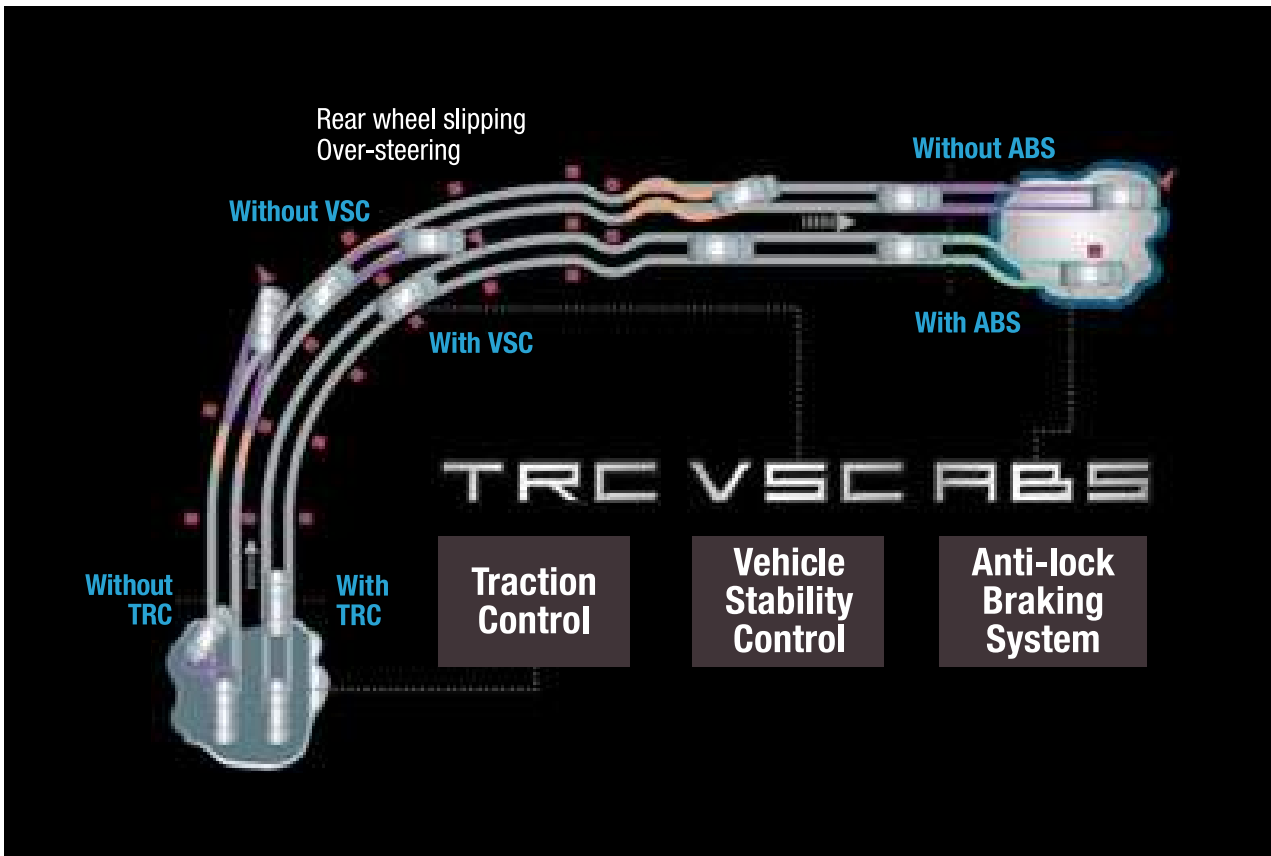 Rear wheel slipping
Over-steering
Without ABS
Without VSC
With ABS
With VSC
TRC VSC ABS
Without
TRC
With
TRC
Traction
Control
Vehicle
Stability
Control
Anti-lock
Braking
System